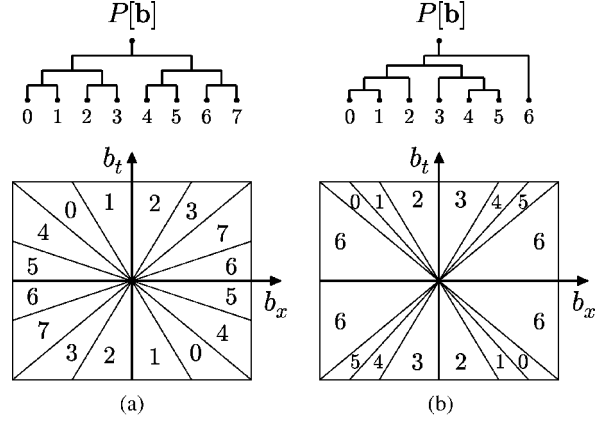 P[b] P[b]
0 1 2 3 4 5 6 7 0 1 2 3 4 5 6
b_t b_t
0 1 2 3 0 1 2 3 4 5
4 7 6 6
5 6
b_x b_x
6 5
7 4 6 6
3 2 1 0 5 4 3 2 1 0
(a) (b)